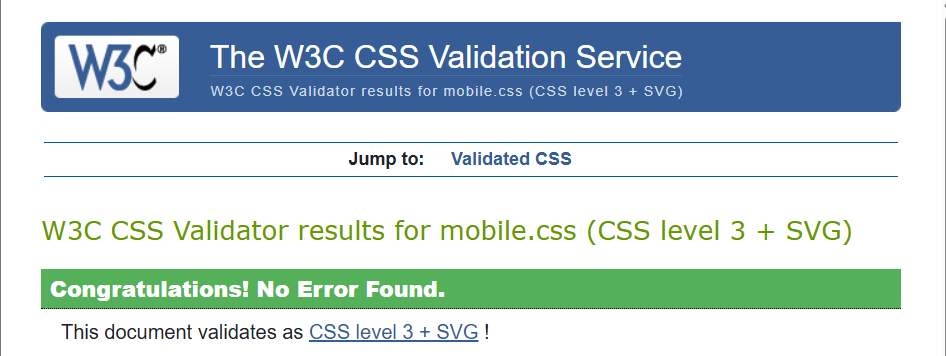 W3C®
The W3C CSS Validation Service
W3C CSS Validator results for mobile.css (CSS level 3 + SVG)
Jump to: Validated CSS
W3C CSS Validator results for mobile.css (CSS level 3 + SVG)
Congratulations! No Error Found.
This document validates as CSS level 3 + SVG !